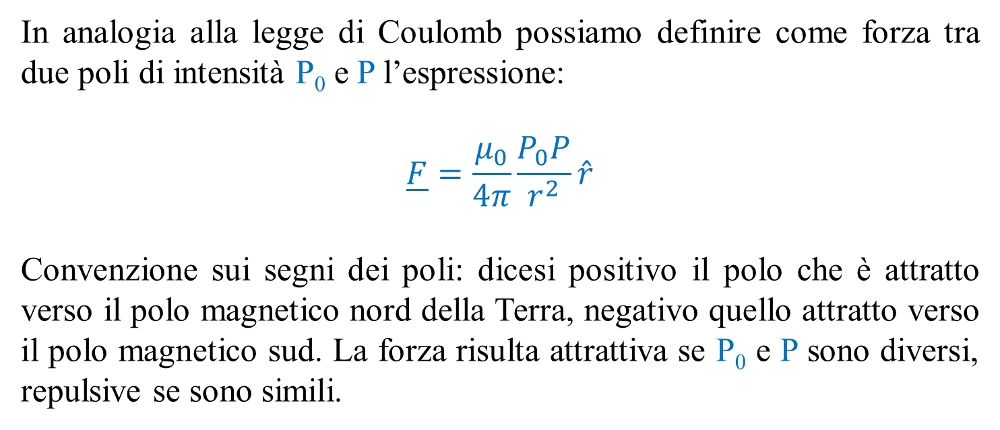 In analogia alla legge di Coulomb possiamo definire come forza tra
due poli di intensità P₀ e P l’espressione:
F = μ₀/4π P₀P/r² r̂
Convenzione sui segni dei poli: dicesi positivo il polo che è attratto
verso il polo magnetico nord della Terra, negativo quello attratto verso
il polo magnetico sud. La forza risulta attrattiva se P₀ e P sono diversi,
repulsive se sono simili.